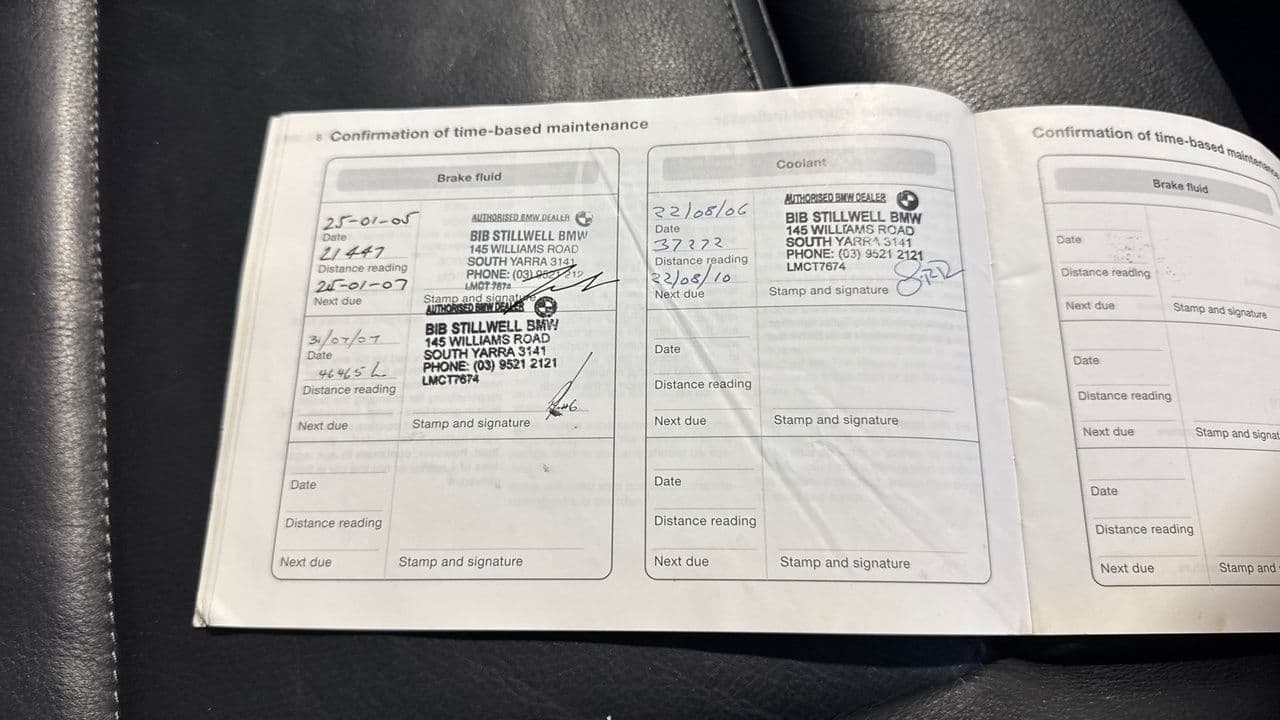 8 Confirmation of time-based maintenance
Brake fluid
25-01-05
Date
21447
Distance reading
25-01-07
Next due
AUTHORISED BMW DEALER
BIB STILLWELL BMW
145 WILLIAMS ROAD
SOUTH YARRA 3141
PHONE: (03) 9521
LMCT 7674
Stamp and signature
31/07/07
Date
46465
Distance reading
Next due
AUTHORISED BMW DEALER
BIB STILLWELL BMW
145 WILLIAMS ROAD
SOUTH YARRA 3141
PHONE: (03) 9521 2121
LMCT7674
Stamp and signature
Date
Distance reading
Next due
Stamp and signature
Coolant
22/08/06
Date
37272
Distance reading
22/08/10
Next due
AUTHORISED BMW DEALER
BIB STILLWELL BMW
145 WILLIAMS ROAD
SOUTH YARRA 3141
PHONE: (03) 9521 2121
LMCT7674
Stamp and signature
Date
Distance reading
Next due
Stamp and signature
Date
Distance reading
Next due
Stamp and signature
Confirmation of time-based maintenance
Brake fluid
Date
Distance reading
Next due
Stamp and signature
Date
Distance reading
Next due
Stamp and signat
Date
Distance reading
Next due
Stamp and